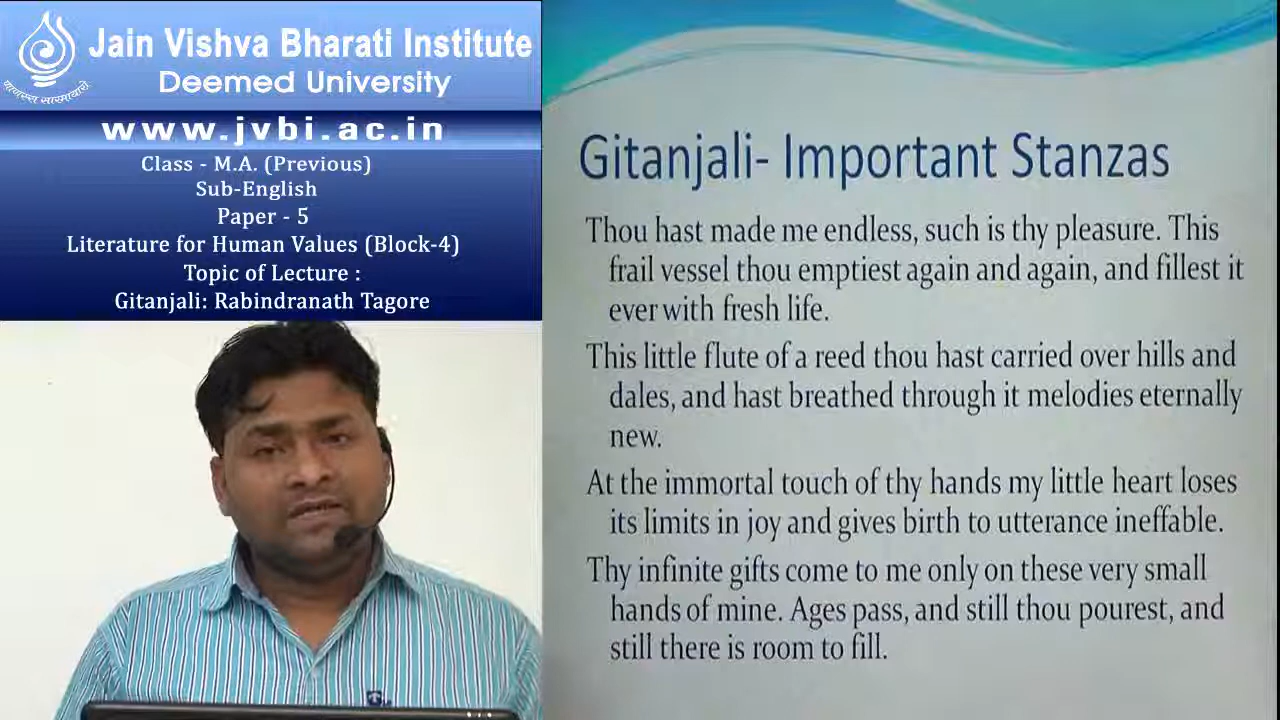 Jain Vishva Bharati Institute
Deemed University
www.jvbi.ac.in
Class - M.A. (Previous)
Sub-English
Paper - 5
Literature for Human Values (Block-4)
Topic of Lecture :
Gitanjali: Rabindranath Tagore
Gitanjali- Important Stanzas
Thou hast made me endless, such is thy pleasure. This
frail vessel thou emptiest again and again, and fillest it
ever with fresh life.
This little flute of a reed thou hast carried over hills and
dales, and hast breathed through it melodies eternally
new.
At the immortal touch of thy hands my little heart loses
its limits in joy and gives birth to utterance ineffable.
Thy infinite gifts come to me only on these very small
hands of mine. Ages pass, and still thou pourest, and
still there is room to fill.